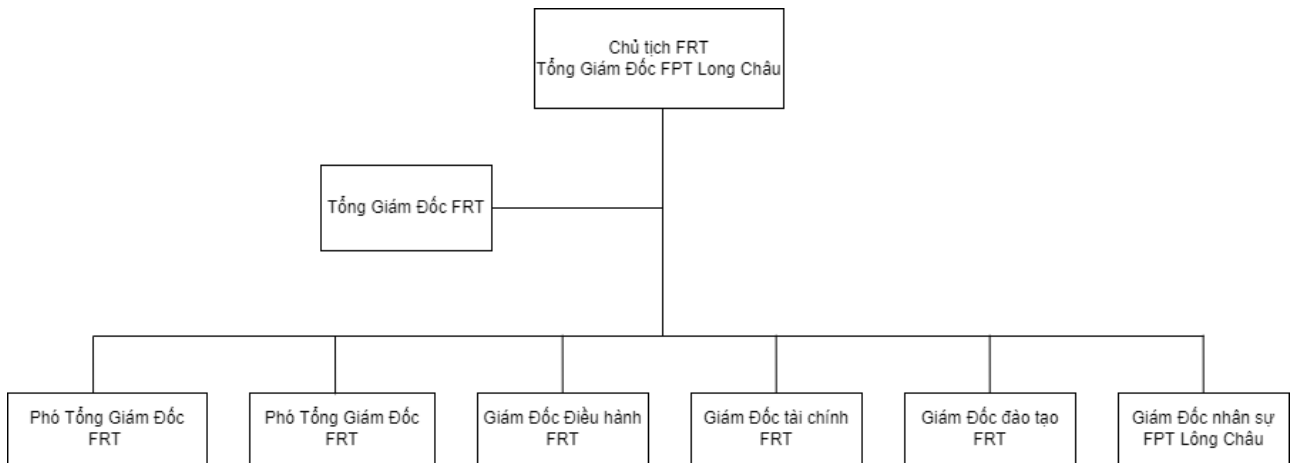 Chủ tịch FRT
Tổng Giám Đốc FPT Long Châu
Tổng Giám Đốc FRT
Phó Tổng Giám Đốc
FRT
Phó Tổng Giám Đốc
FRT
Giám Đốc Điều hành
FRT
Giám Đốc tài chính
FRT
Giám Đốc đào tạo
FRT
Giám Đốc nhân sự
FPT Lông Châu